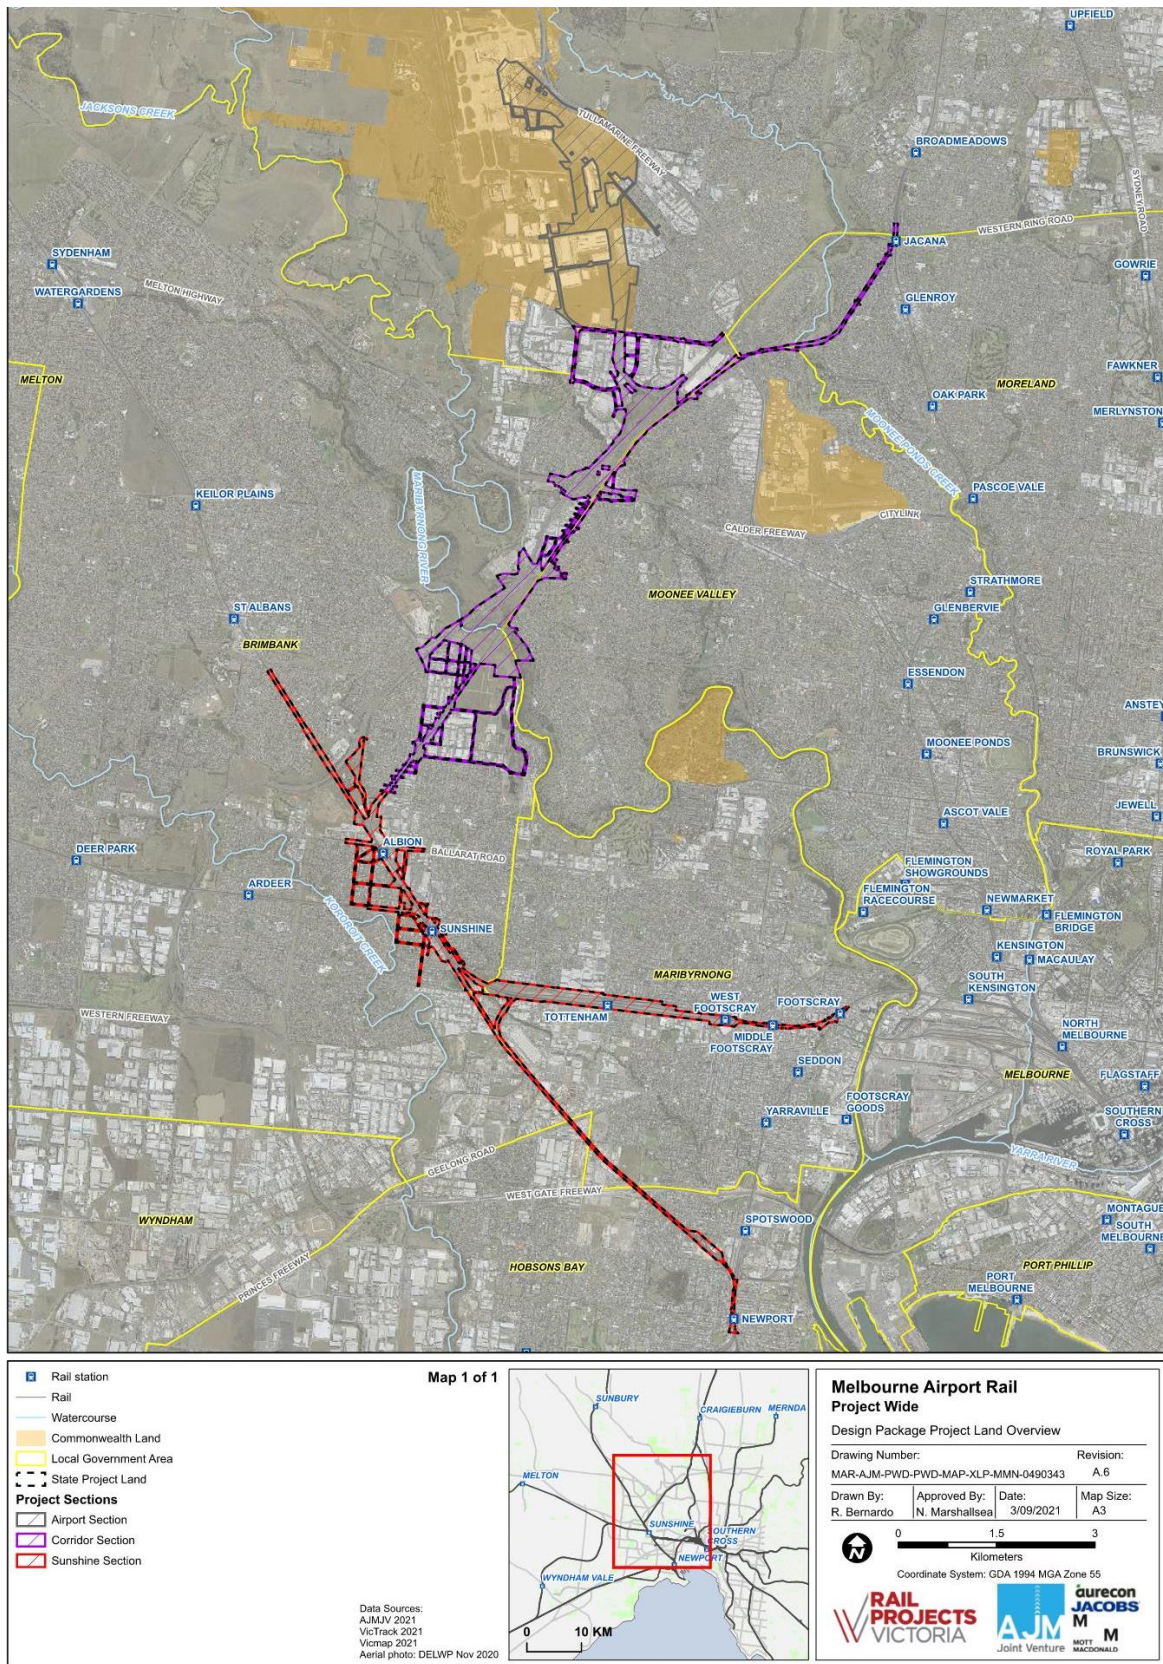 UPFIELD
JACKSONS CREEK
TULLAMARINE FREEWAY
BROADMEADOWS
SYDNEY ROAD
WESTERN RING ROAD
JACANA
SYDENHAM
GOWRIE
WATERGARDENS
MELTON HIGHWAY
GLENROY
MELTON
FAWKNER
MORELAND
OAK PARK
MERLYNSTON
MOONEE PONDS CREEK
MARIBYRNONG RIVER
KEILOR PLAINS
PASCOE VALE
CITYLINK
CALDER FREEWAY
STRATHMORE
MOONEE VALLEY
ST ALBANS
GLENBERVIE
BRIMBANK
ESSENDON
ANSTEY
MOONEE PONDS
BRUNSWICK
JEWELL
ASCOT VALE
ALBION
BALLARAT ROAD
DEER PARK
ROYAL PARK
FLEMINGTON
SHOWGROUNDS
ARDEER
FLEMINGTON
RACECOURSE
NEWMARKET
FLEMINGTON
BRIDGE
KOROROIT CREEK
SUNSHINE
KENSINGTON
MACAULAY
MARIBYRNONG
SOUTH
KENSINGTON
WEST
FOOTSCRAY
FOOTSCRAY
TOTTENHAM
WESTERN FREEWAY
MIDDLE
FOOTSCRAY
NORTH
MELBOURNE
SEDDON
MELBOURNE
FLAGSTAFF
FOOTSCRAY
GOODS
YARRAVILLE
SOUTHERN
CROSS
YARRA RIVER
GEELONG ROAD
WEST GATE FREEWAY
WYNDHAM
MONTAGUE
SPOTSWOOD
SOUTH
MELBOURNE
HOBSONS BAY
PORT PHILLIP
PRINCES FREEWAY
PORT
MELBOURNE
NEWPORT
Rail station
Rail
Watercourse
Commonwealth Land
Local Government Area
State Project Land
Project Sections
Airport Section
Corridor Section
Sunshine Section
Map 1 of 1
Data Sources:
AJMJV 2021
VicTrack 2021
Vicmap 2021
Aerial photo: DELWP Nov 2020
SUNBURY
CRAIGIEBURN
MERNDA
MELTON
SUNSHINE
SOUTHERN
CROSS
NEWPORT
WYNDHAM VALE
0 10 KM
Melbourne Airport Rail
Project Wide
Design Package Project Land Overview
Drawing Number: Revision:
MAR-AJM-PWD-PWD-MAP-XLP-MMN-0490343 A.6
Drawn By: Approved By: Date: Map Size:
R. Bernardo N. Marshallsea 3/09/2021 A3
N
0 1.5 3
Kilometers
Coordinate System: GDA 1994 MGA Zone 55
RAIL
PROJECTS
VICTORIA
AJM
Joint Venture
aurecon
JACOBS
M
M
MOTT
MACDONALD